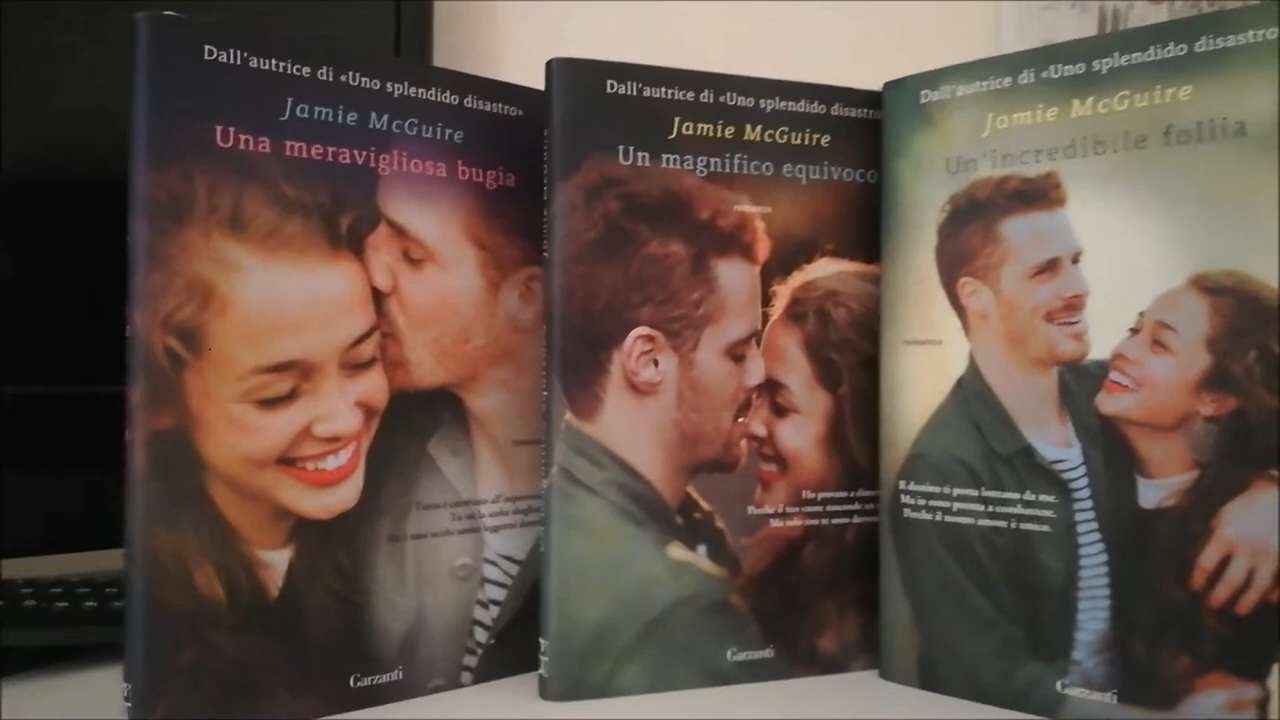 Dall'autrice di «Uno splendido disastro»
Jamie McGuire
Una meravigliosa bugia
Garzanti
Dall'autrice di «Uno splendido disastro
Jamie McGuire
Un magnifico equivoco
romanzo
Garzanti
Dall'autrice di «Uno splendido disastro
Jamie McGuire
Un'incredibile follia
romanzo
Il destino ti porta lontano da me.
Ma io sono pronta a combattere.
Perché il nostro amore è unico.
Garzanti